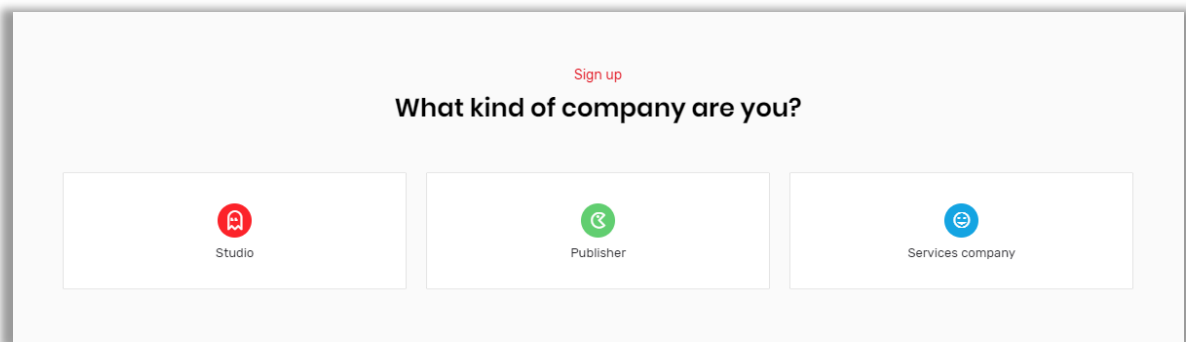 Sign up
What kind of company are you?
Studio
Publisher
Services company